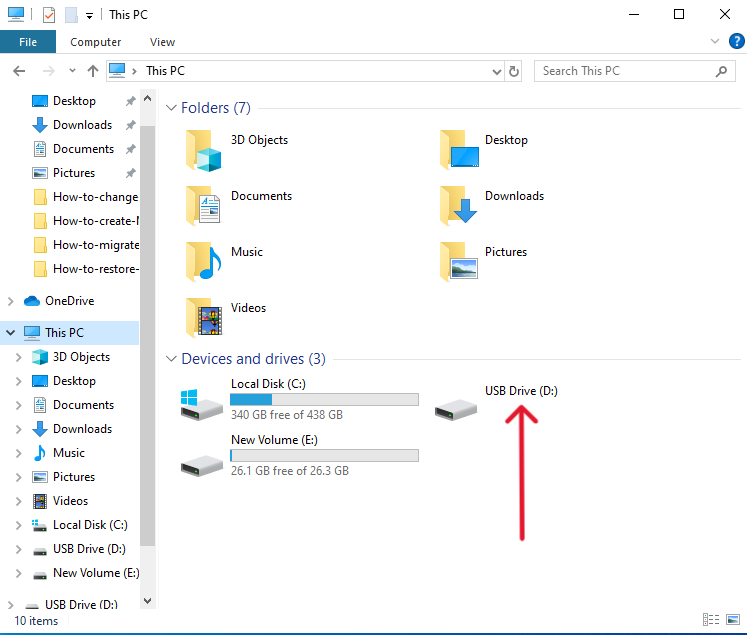 This PC
File Computer View
This PC
Search This PC
Desktop
Downloads
Documents
Pictures
How-to-change
How-to-create-
How-to-migrate
How-to-restore-
OneDrive
This PC
3D Objects
Desktop
Documents
Downloads
Music
Pictures
Videos
Local Disk (C:)
USB Drive (D:)
New Volume (E:)
USB Drive (D:)
Folders (7)
3D Objects
Desktop
Documents
Downloads
Music
Pictures
Videos
Devices and drives (3)
Local Disk (C:)
340 GB free of 438 GB
USB Drive (D:)
New Volume (E:)
26.1 GB free of 26.3 GB
10 items